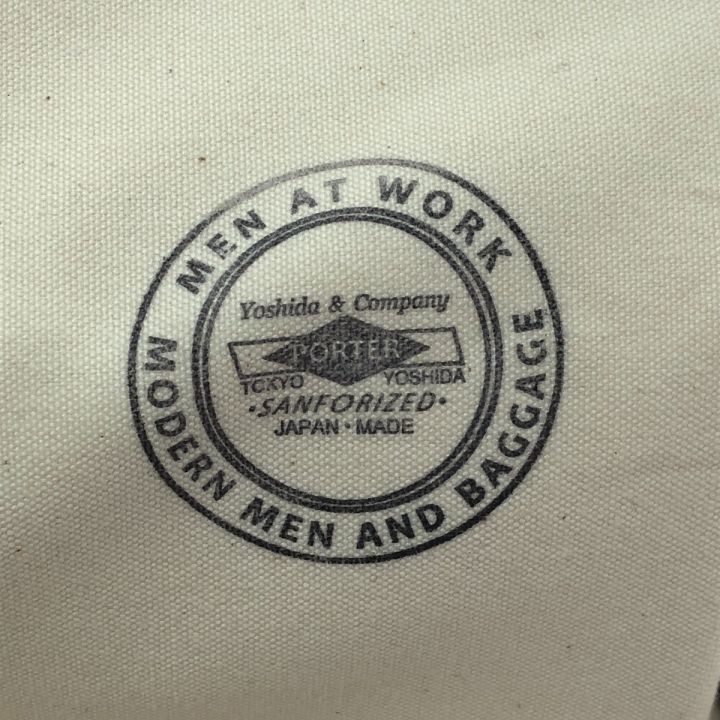 MEN AT WORK
Yoshida & Company
PORTER
TOKYO YOSHIDA
·SANFORIZED·
JAPAN · MADE
MODERN MEN AND BAGGAGE